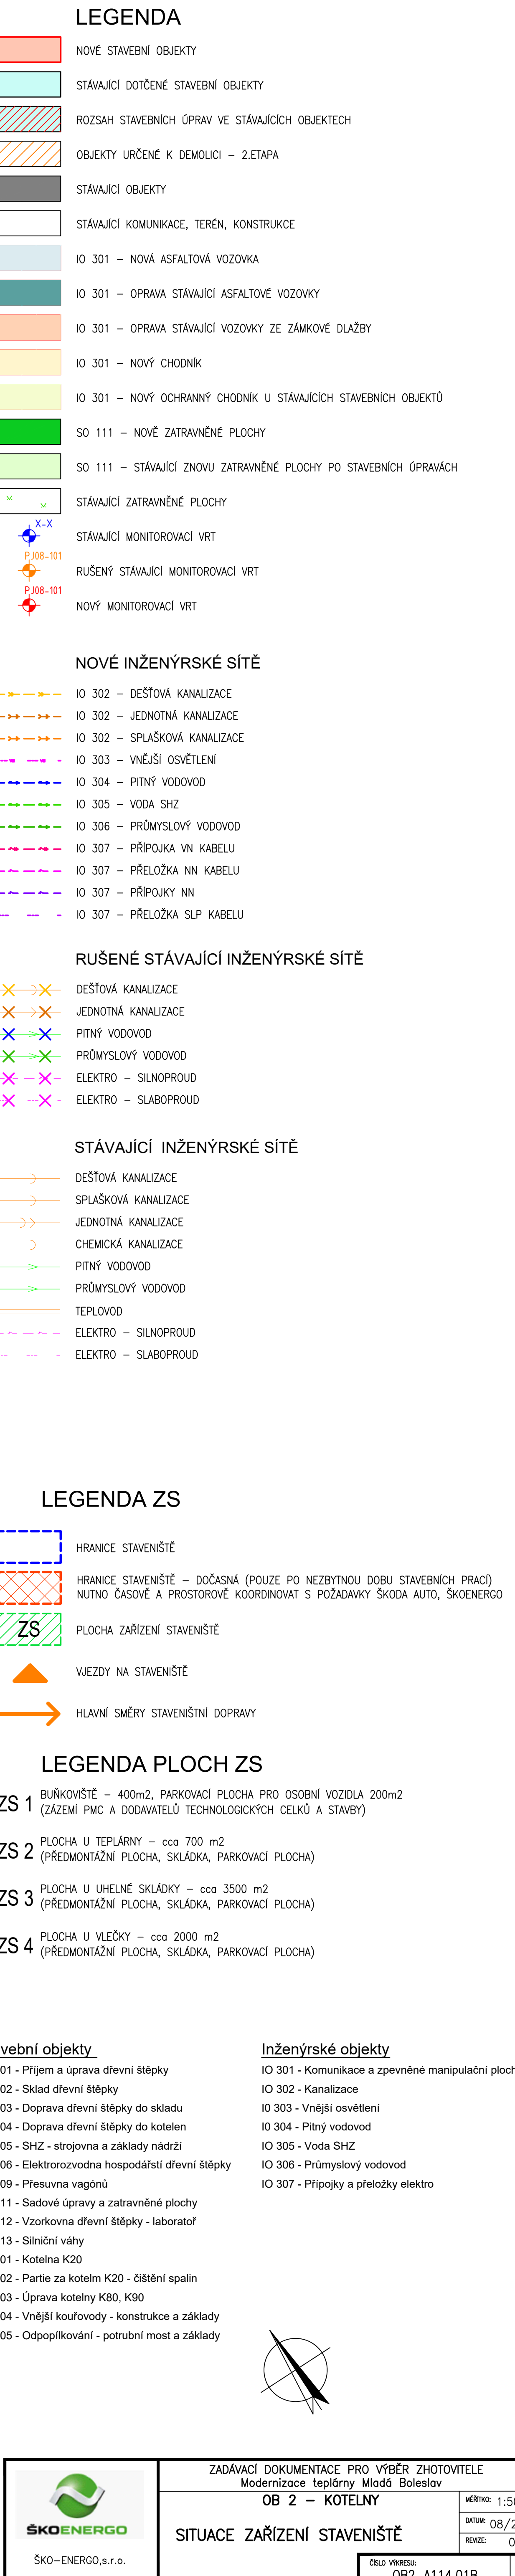 LEGENDA
NOVÉ STAVEBNÍ OBJEKTY
STÁVAJÍCÍ DOTČENÉ STAVEBNÍ OBJEKTY
ROZSAH STAVEBNÍCH ÚPRAV VE STÁVAJÍCÍCH OBJEKTECH
OBJEKTY URČENÉ K DEMOLICI – 2.ETAPA
STÁVAJÍCÍ OBJEKTY
STÁVAJÍCÍ KOMUNIKACE, TERÉN, KONSTRUKCE
IO 301 – NOVÁ ASFALTOVÁ VOZOVKA
IO 301 – OPRAVA STÁVAJÍCÍ ASFALTOVÉ VOZOVKY
IO 301 – OPRAVA STÁVAJÍCÍ VOZOVKY ZE ZÁMKOVÉ DLAŽBY
IO 301 – NOVÝ CHODNÍK
IO 301 – NOVÝ OCHRANNÝ CHODNÍK U STÁVAJÍCÍCH STAVEBNÍCH OBJEKTŮ
SO 111 – NOVĚ ZATRAVNĚNÉ PLOCHY
SO 111 – STÁVAJÍCÍ ZNOVU ZATRAVNĚNÉ PLOCHY PO STAVEBNÍCH ÚPRAVÁCH
STÁVAJÍCÍ ZATRAVNĚNÉ PLOCHY
X-X
STÁVAJÍCÍ MONITOROVACÍ VRT
PJ08-101
RUŠENÝ STÁVAJÍCÍ MONITOROVACÍ VRT
PJ08-101
NOVÝ MONITOROVACÍ VRT
NOVÉ INŽENÝRSKÉ SÍTĚ
IO 302 – DEŠŤOVÁ KANALIZACE
IO 302 – JEDNOTNÁ KANALIZACE
IO 302 – SPLAŠKOVÁ KANALIZACE
IO 303 – VNĚJŠÍ OSVĚTLENÍ
IO 304 – PITNÝ VODOVOD
IO 305 – VODA SHZ
IO 306 – PRŮMYSLOVÝ VODOVOD
IO 307 – PŘÍPOJKA VN KABELU
IO 307 – PŘELOŽKA NN KABELU
IO 307 – PŘÍPOJKY NN
IO 307 – PŘELOŽKA SLP KABELU
RUŠENÉ STÁVAJÍCÍ INŽENÝRSKÉ SÍTĚ
DEŠŤOVÁ KANALIZACE
JEDNOTNÁ KANALIZACE
PITNÝ VODOVOD
PRŮMYSLOVÝ VODOVOD
ELEKTRO – SILNOPROUD
ELEKTRO – SLABOPROUD
STÁVAJÍCÍ INŽENÝRSKÉ SÍTĚ
DEŠŤOVÁ KANALIZACE
SPLAŠKOVÁ KANALIZACE
JEDNOTNÁ KANALIZACE
CHEMICKÁ KANALIZACE
PITNÝ VODOVOD
PRŮMYSLOVÝ VODOVOD
TEPLOVOD
ELEKTRO – SILNOPROUD
ELEKTRO – SLABOPROUD
LEGENDA ZS
HRANICE STAVENIŠTĚ
HRANICE STAVENIŠTĚ – DOČASNÁ (POUZE PO NEZBYTNOU DOBU STAVEBNÍCH PRACÍ)
NUTNO ČASOVĚ A PROSTOROVĚ KOORDINOVAT S POŽADAVKY ŠKODA AUTO, ŠKOENERGO
ZS PLOCHA ZAŘÍZENÍ STAVENIŠTĚ
VJEZDY NA STAVENIŠTĚ
HLAVNÍ SMĚRY STAVENIŠTNÍ DOPRAVY
LEGENDA PLOCH ZS
ZS 1 BUŇKOVIŠTĚ – 400m2, PARKOVACÍ PLOCHA PRO OSOBNÍ VOZIDLA 200m2
(ZÁZEMÍ PMC A DODAVATELŮ TECHNOLOGICKÝCH CELKŮ A STAVBY)
ZS 2 PLOCHA U TEPLÁRNY – cca 700 m2
(PŘEDMONTÁŽNÍ PLOCHA, SKLÁDKA, PARKOVACÍ PLOCHA)
ZS 3 PLOCHA U UHELNÉ SKLÁDKY – cca 3500 m2
(PŘEDMONTÁŽNÍ PLOCHA, SKLÁDKA, PARKOVACÍ PLOCHA)
ZS 4 PLOCHA U VLEČKY – cca 2000 m2
(PŘEDMONTÁŽNÍ PLOCHA, SKLÁDKA, PARKOVACÍ PLOCHA)
vební objekty
01 - Příjem a úprava dřevní štěpky
02 - Sklad dřevní štěpky
03 - Doprava dřevní štěpky do skladu
04 - Doprava dřevní štěpky do kotelen
05 - SHZ - strojovna a základy nádrží
06 - Elektrorozvodna hospodářstí dřevní štěpky
09 - Přesuvna vagónů
11 - Sadové úpravy a zatravněné plochy
12 - Vzorkovna dřevní štěpky - laboratoř
13 - Silniční váhy
01 - Kotelna K20
02 - Partie za kotelm K20 - čištění spalin
03 - Úprava kotelny K80, K90
04 - Vnější kouřovody - konstrukce a základy
05 - Odpopílkování - potrubní most a základy
Inženýrské objekty
IO 301 - Komunikace a zpevněné manipulační ploch
IO 302 - Kanalizace
I0 303 - Vnější osvětlení
I0 304 - Pitný vodovod
IO 305 - Voda SHZ
IO 306 - Průmyslový vodovod
IO 307 - Přípojky a přeložky elektro
ŠKOENERGO
ŠKO–ENERGO,s.r.o.
ZADÁVACÍ DOKUMENTACE PRO VÝBĚR ZHOTOVITELE
Modernizace teplárny Mladá Boleslav
OB 2 – KOTELNY
SITUACE ZAŘÍZENÍ STAVENIŠTĚ
MĚŘÍTKO: 1:50
DATUM: 08/2
REVIZE: 0
ČÍSLO VÝKRESU:
OB2_A114.01B